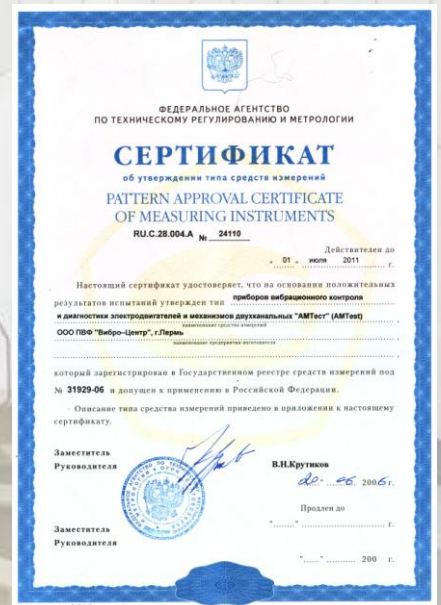 ФЕДЕРАЛЬНОЕ АГЕНТСТВО
ПО ТЕХНИЧЕСКОМУ РЕГУЛИРОВАНИЮ И МЕТРОЛОГИИ
СЕРТИФИКАТ
об утверждении типа средств измерений
PATTERN APPROVAL CERTIFICATE
OF MEASURING INSTRUMENTS
RU.C.28.004.A № 24110
Действителен до
" 01 " июля 2011 г.
Настоящий сертификат удостоверяет, что на основании положительных
результатов испытаний утвержден тип приборов вибрационного контроля
и диагностики электродвигателей и механизмов двухканальных "АМТест" (AMTest)
наименование средства измерений
ООО ПВФ "Вибро-Центр", г.Пермь
наименование предприятия-изготовителя
который зарегистрирован в Государственном реестре средств измерений под
№ 31929-06 и допущен к применению в Российской Федерации.
Описание типа средства измерений приведено в приложении к настоящему
сертификату.
Заместитель
Руководителя
В.Н.Крутиков
20. 06. 2006 г.
Продлен до
"......" .............. г.
Заместитель
Руководителя
"......" .............. 200 г.